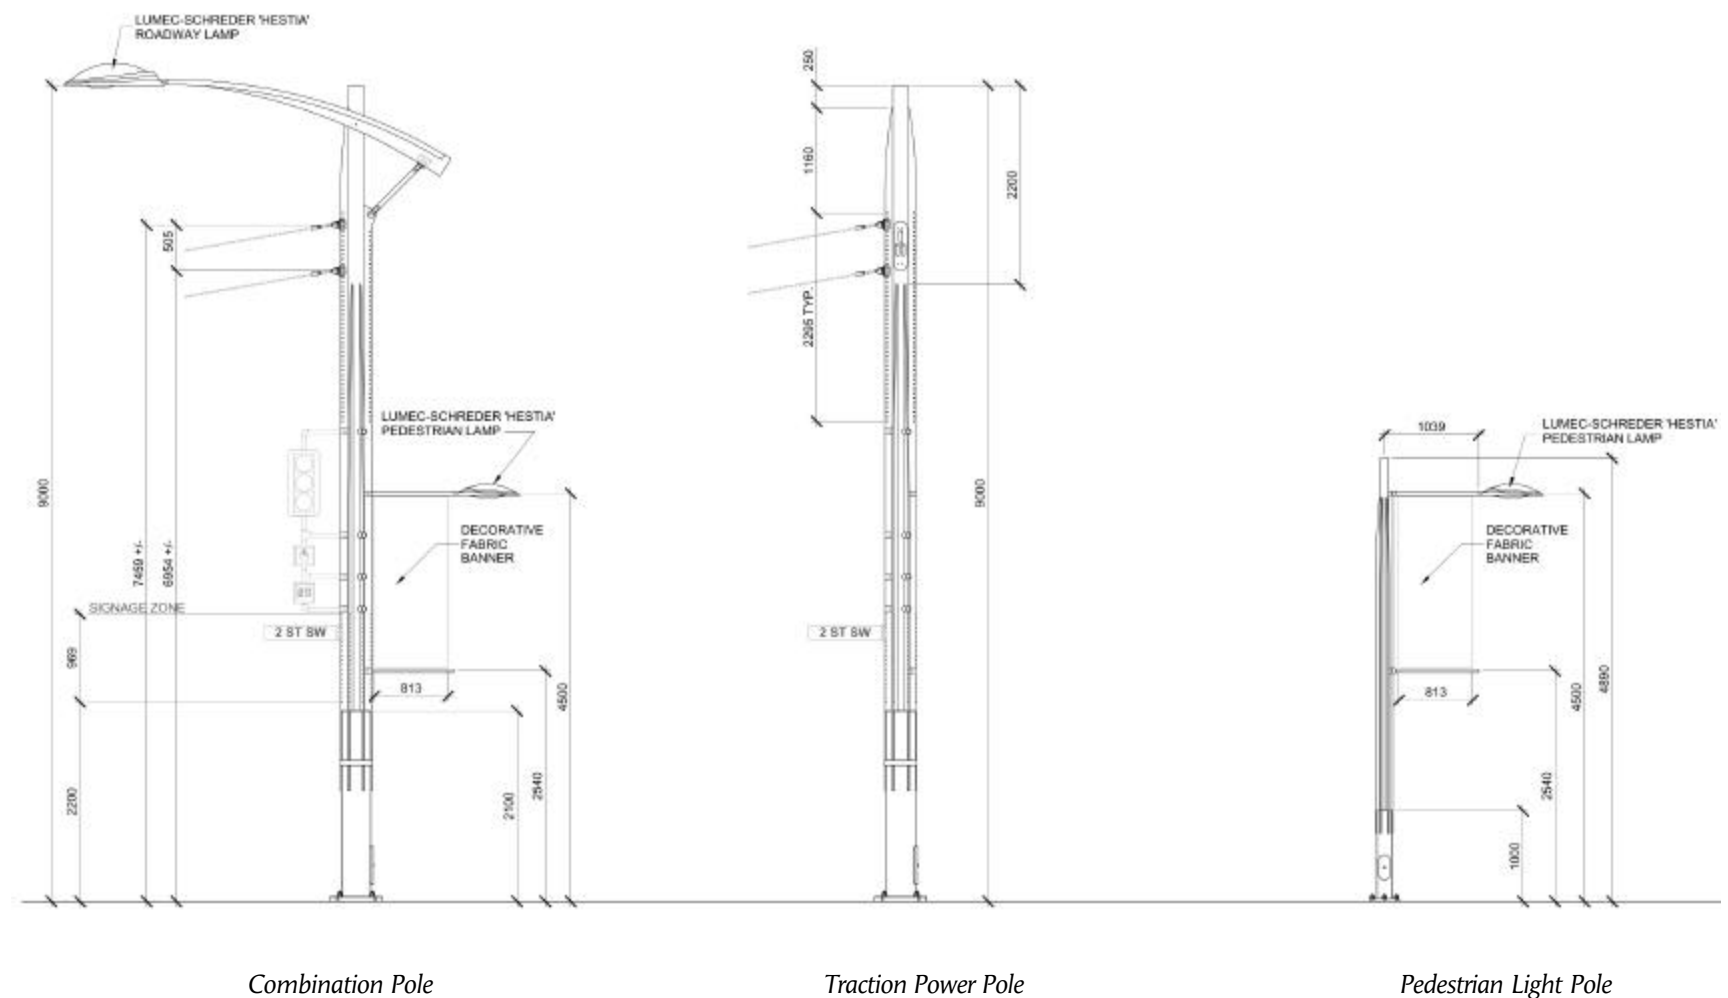 LUMEC-SCHREDER 'HESTIA'
ROADWAY LAMP
9000
7459 +/-
505
6954 +/-
SIGNAGE ZONE
969
2200
LUMEC-SCHREDER 'HESTIA'
PEDESTRIAN LAMP
DECORATIVE
FABRIC
BANNER
2 ST SW
813
2100
2540
4500
Combination Pole
250
1160
2295 TYP.
2200
9000
2 ST SW
Traction Power Pole
1039
LUMEC-SCHREDER 'HESTIA'
PEDESTRIAN LAMP
DECORATIVE
FABRIC
BANNER
813
1000
2540
4500
4890
Pedestrian Light Pole